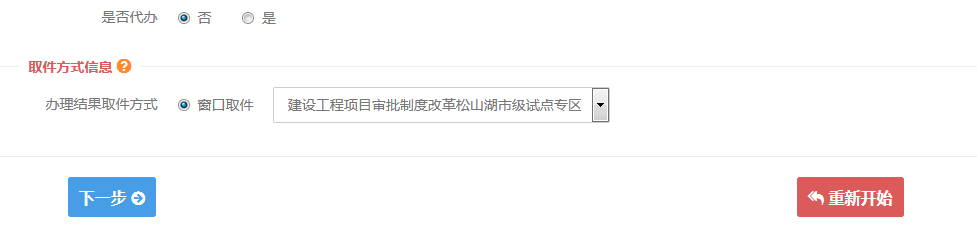 是否代办 否 是
取件方式信息
办理结果取件方式 窗口取件 建设工程项目审批制度改革松山湖市级试点专区
下一步 重新开始